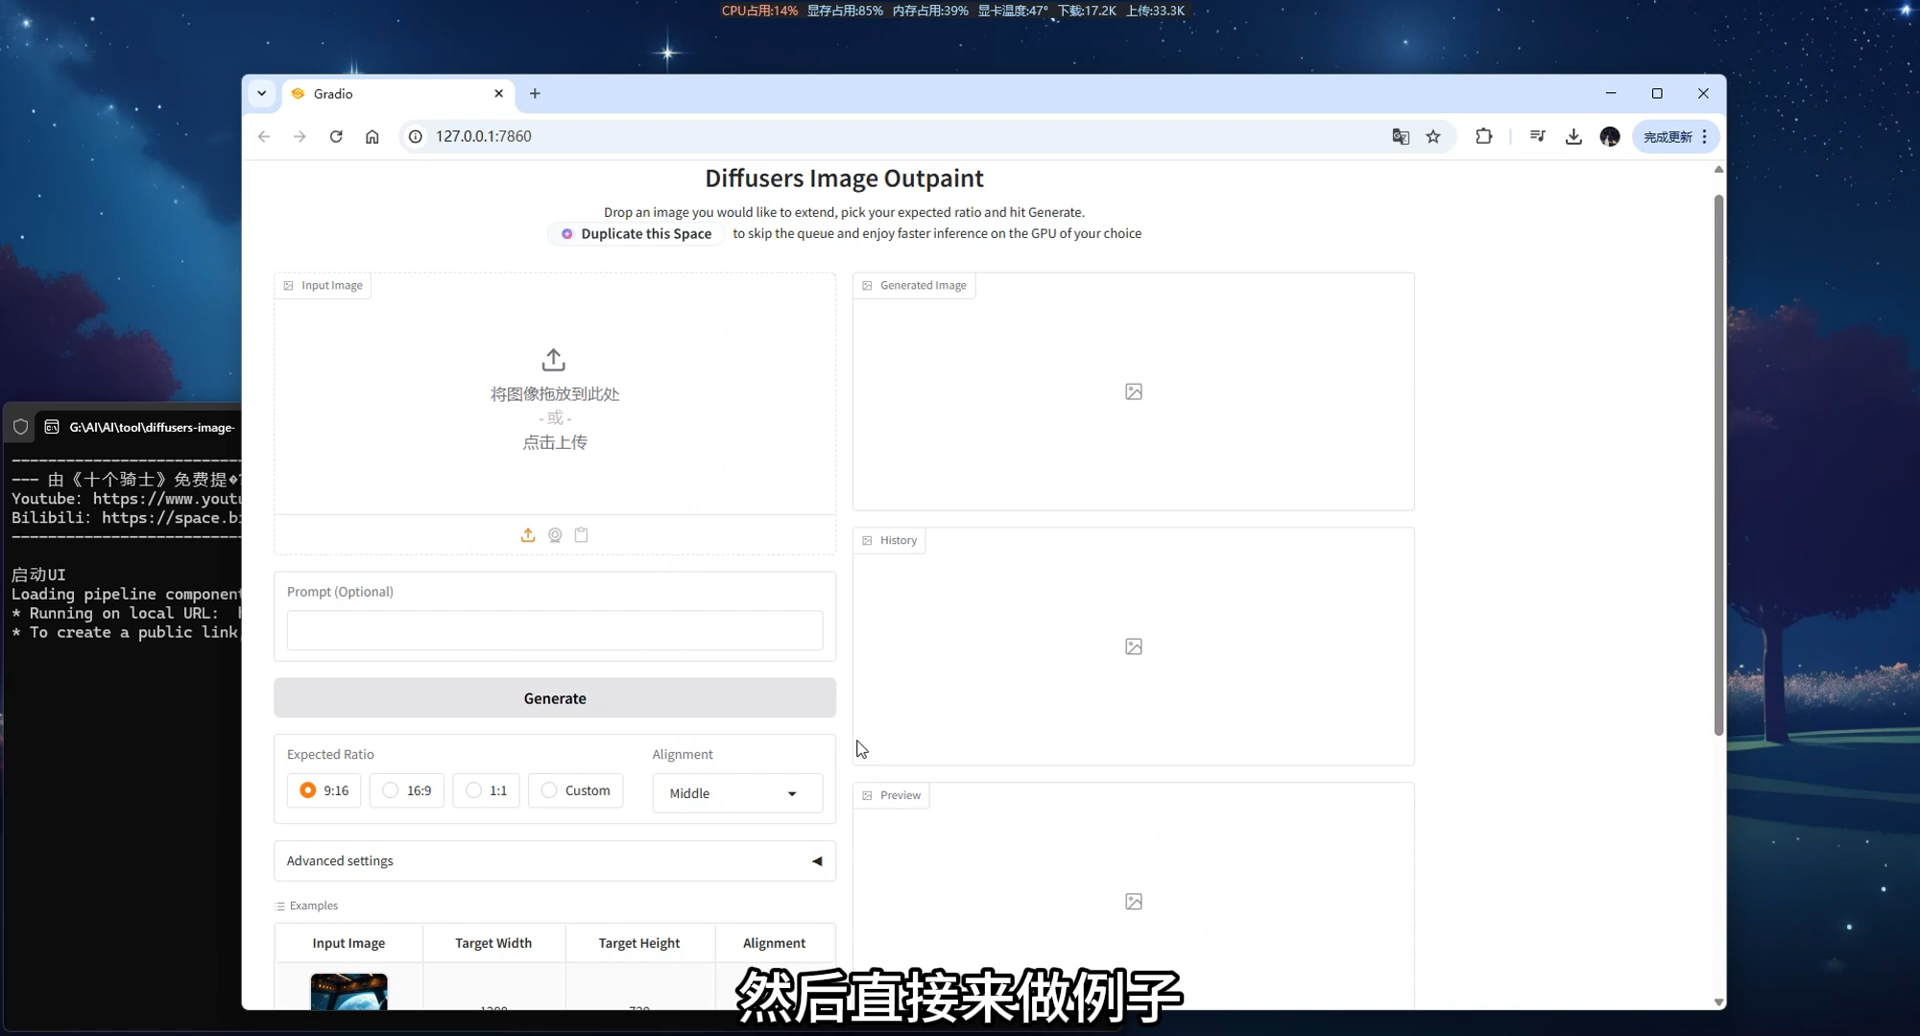 CPU占用:14% 显存占用:85% 内存占用:39% 显卡温度:47° 下载:17.2K 上传:33.3K
Gradio
127.0.0.1:7860
完成更新
Diffusers Image Outpaint
Drop an image you would like to extend, pick your expected ratio and hit Generate.
Duplicate this Space to skip the queue and enjoy faster inference on the GPU of your choice
Input Image
将图像拖放到此处
- 或 -
点击上传
Prompt (Optional)
Generate
Expected Ratio
9:16 16:9 1:1 Custom
Alignment
Middle
Advanced settings
Examples
Input Image Target Width Target Height Alignment
1280 720
Generated Image
History
Preview
G:\AI\AI\tool\diffusers-image-
--- 由《十个骑士》免费提
Youtube: https://www.youtu
Bilibili: https://space.bi
启动UI
Loading pipeline component
* Running on local URL:
* To create a public link,
然后直接来做例子